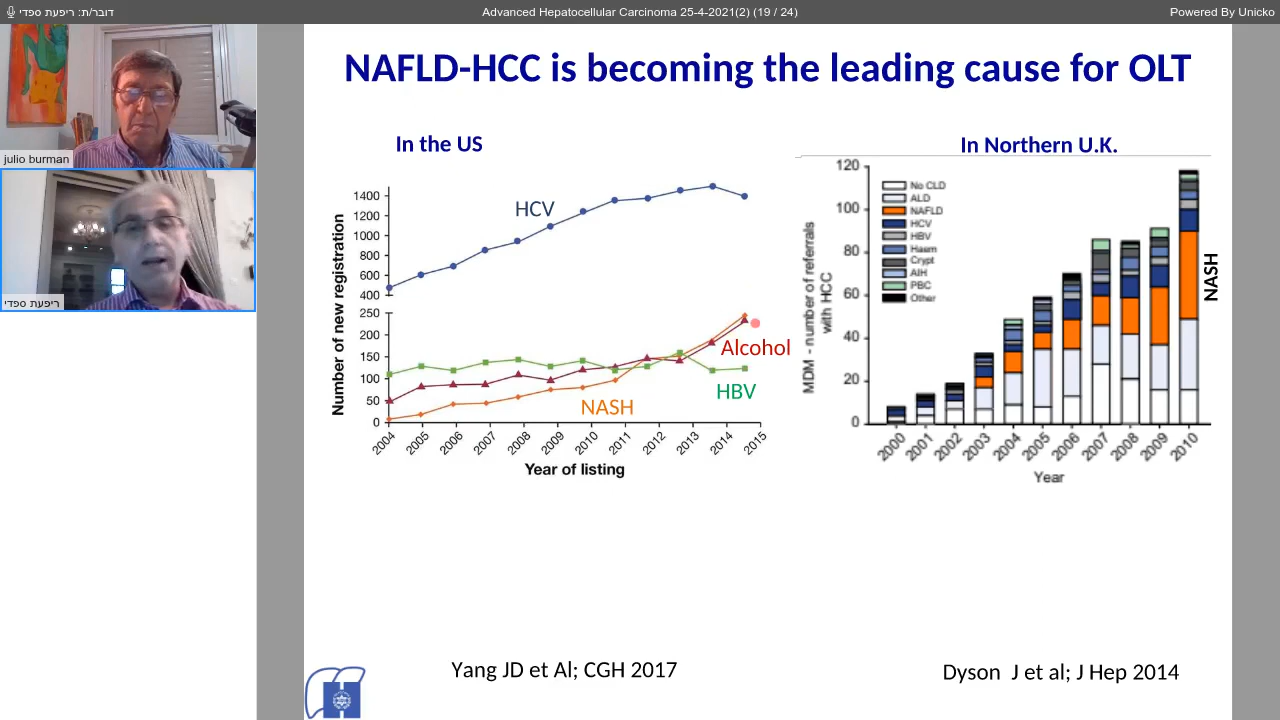 דובר/ת: ריפעת ספדי
Advanced Hepatocellular Carcinoma 25-4-2021(2) (19 / 24)
Powered By Unicko
julio burman
ריפעת ספדי
NAFLD-HCC is becoming the leading cause for OLT
In the US
Number of new registration
1400
1200
1000
800
600
400
250
200
150
100
50
0
HCV
Alcohol
HBV
NASH
2004 2005 2006 2007 2008 2009 2010 2011 2012 2013 2014 2015
Year of listing
In Northern U.K.
MDM - number of referrals
with HCC
120
100
80
60
40
20
0
No CLD
ALD
NAFLD
HCV
HBV
Haem
Crypt
AIH
PBC
Other
NASH
2000 2001 2002 2003 2004 2005 2006 2007 2008 2009 2010
Year
Yang JD et Al; CGH 2017
Dyson J et al; J Hep 2014